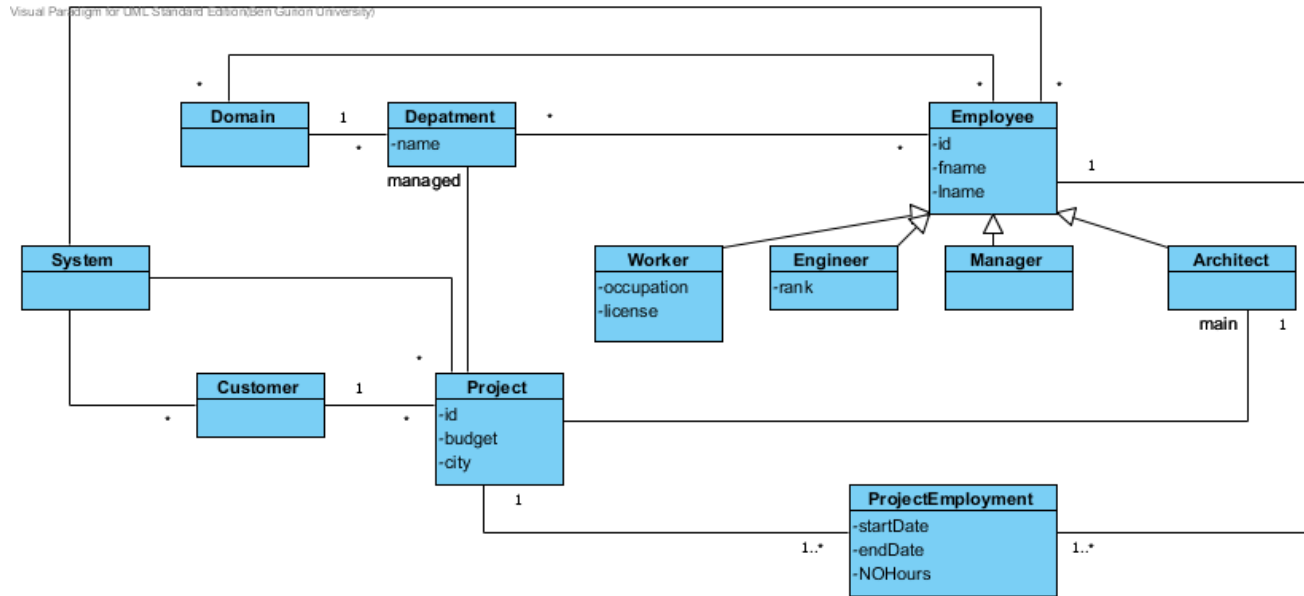 Visual Paradigm for UML Standard Edition(Ben Gurion University)
* * *
Domain 1 * Depatment * * Employee
-name
-id
-fname
-lname
1
managed
System
Worker
-occupation
-license
Engineer
-rank
Manager
Architect
main 1
*
Customer 1 * Project
*
-id
-budget
-city
1
ProjectEmployment
-startDate
-endDate
-NOHours
1..* 1..*